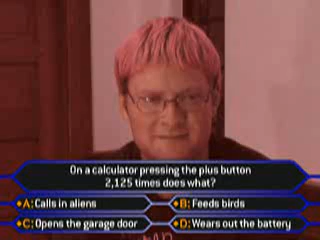 On a calculator pressing the plus button
2,125 times does what?
A: Calls in aliens
B: Feeds birds
C: Opens the garage door
D: Wears out the battery